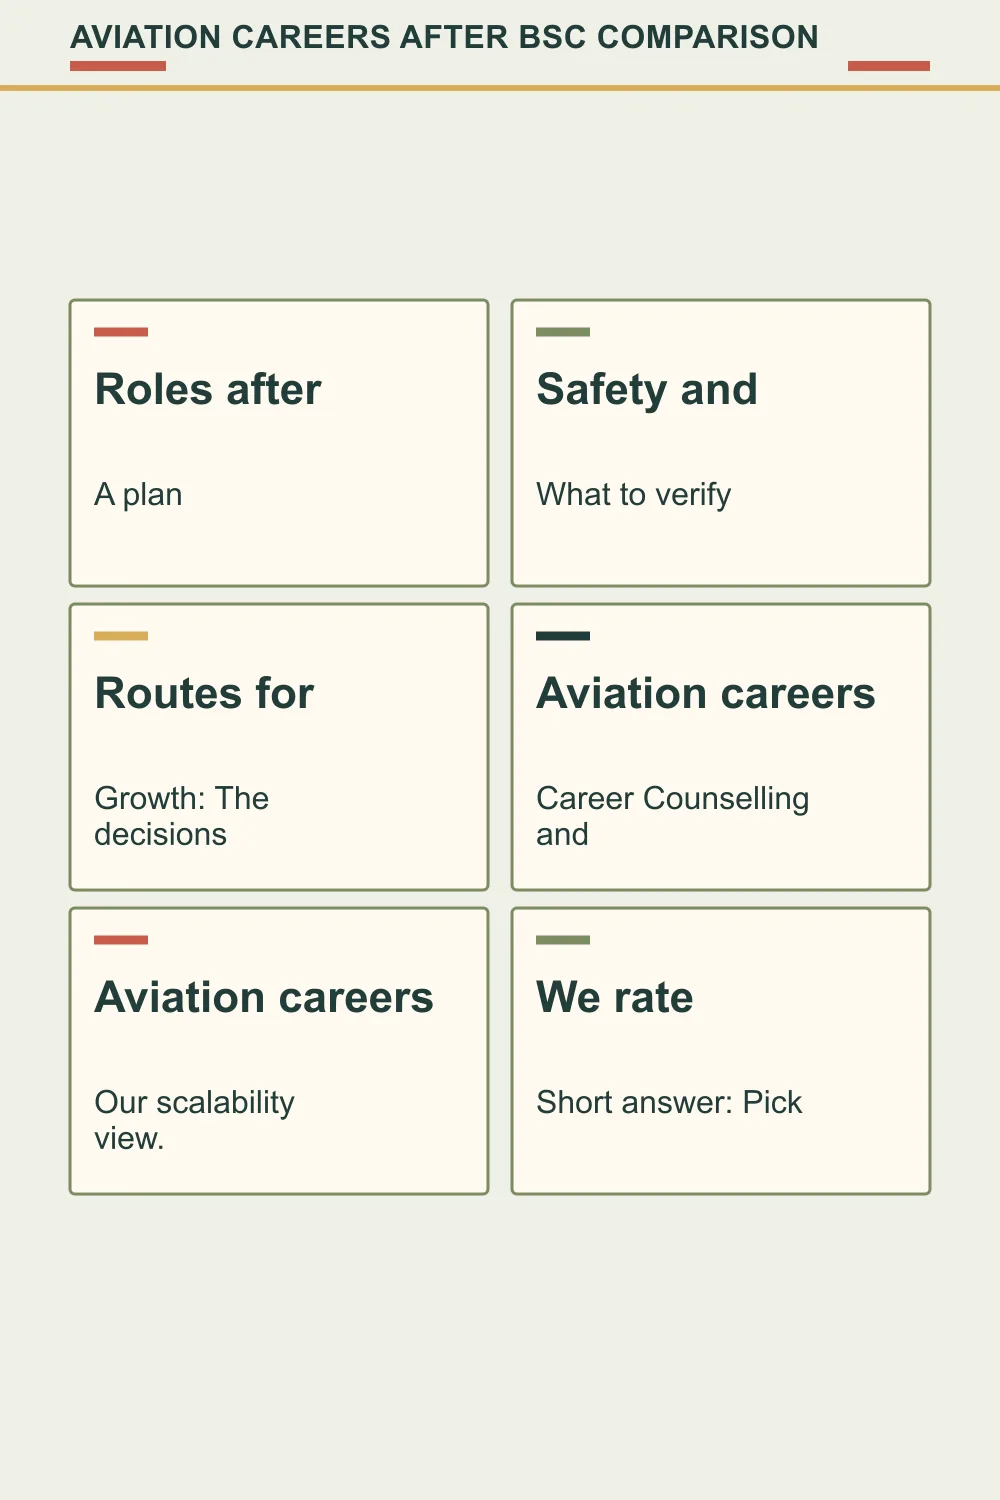 AVIATION CAREERS AFTER BSC COMPARISON
Roles after
A plan
Safety and
What to verify
Routes for
Growth: The
decisions
Aviation careers
Career Counselling
and
Aviation careers
Our scalability
view.
We rate
Short answer: Pick